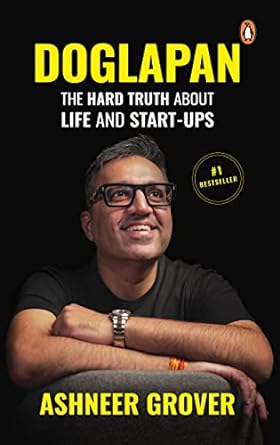 DOGLAPAN
THE HARD TRUTH ABOUT
LIFE AND START-UPS
#1
BESTSELLER
ASHNEER GROVER